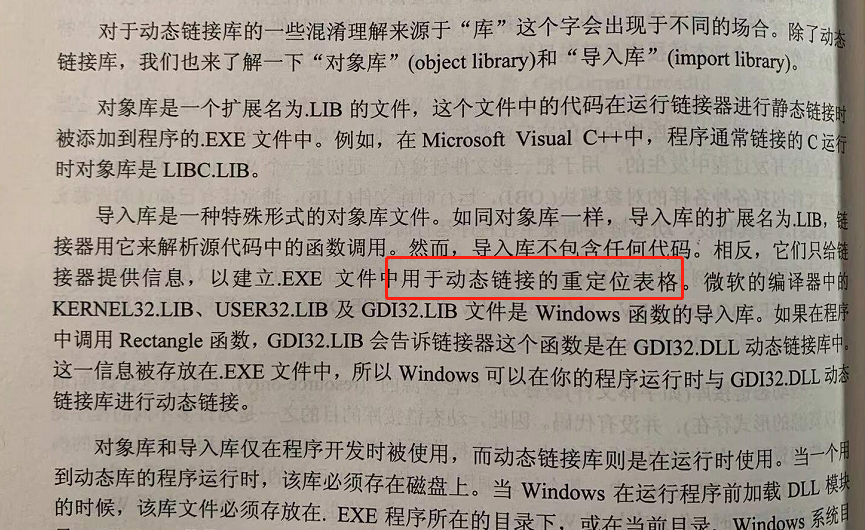 对于动态链接库的一些混淆理解来源于“库”这个字会出现于不同的场合。除了动态
链接库，我们也来了解一下“对象库”(object library)和“导入库”(import library)。
对象库是一个扩展名为.LIB 的文件，这个文件中的代码在运行链接器进行静态链接时
被添加到程序的.EXE 文件中。例如，在 Microsoft Visual C++中，程序通常链接的 C 运行
时对象库是 LIBC.LIB。
导入库是一种特殊形式的对象库文件。如同对象库一样，导入库的扩展名为.LIB，链
接器用它来解析源代码中的函数调用。然而，导入库不包含任何代码。相反，它们只给链
接器提供信息，以建立.EXE 文件中用于动态链接的重定位表格。微软的编译器中的
KERNEL32.LIB、USER32.LIB 及 GDI32.LIB 文件是 Windows 函数的导入库。如果在程序
中调用 Rectangle 函数，GDI32.LIB 会告诉链接器这个函数是在 GDI32.DLL 动态链接库中。
这一信息被存放在.EXE 文件中，所以 Windows 可以在你的程序运行时与 GDI32.DLL 动态
链接库进行动态链接。
对象库和导入库仅在程序开发时被使用，而动态链接库则是在运行时使用。当一个用
到动态库的程序运行时，该库必须存在磁盘上。当 Windows 在运行程序前加载 DLL 模块
的时候，该库文件必须存放在. EXE 程序所在的目录下，或在当前目录、Windows 系统目